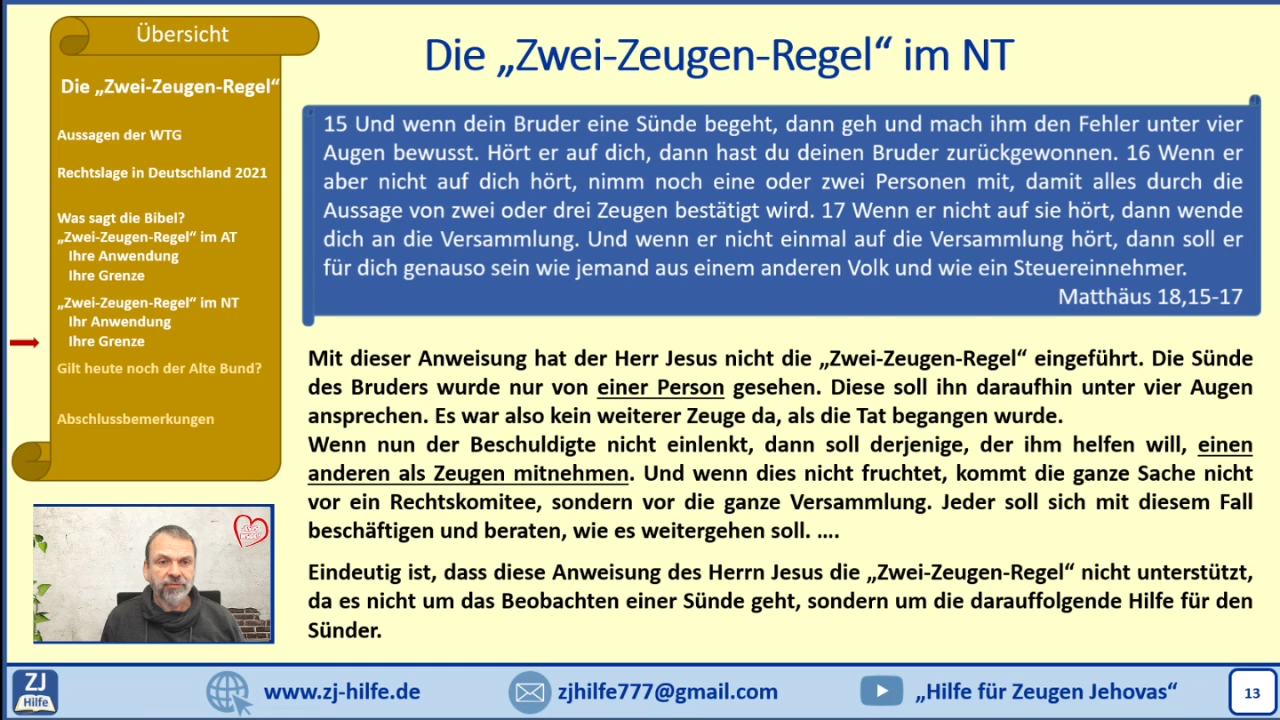 Übersicht
Die „Zwei-Zeugen-Regel“
Aussagen der WTG
Rechtslage in Deutschland 2021
Was sagt die Bibel?
„Zwei-Zeugen-Regel“ im AT
Ihre Anwendung
Ihre Grenze
„Zwei-Zeugen-Regel“ im NT
Ihr Anwendung
Ihre Grenze
Gilt heute noch der Alte Bund?
Abschlussbemerkungen
Die „Zwei-Zeugen-Regel“ im NT
15 Und wenn dein Bruder eine Sünde begeht, dann geh und mach ihm den Fehler unter vier
Augen bewusst. Hört er auf dich, dann hast du deinen Bruder zurückgewonnen. 16 Wenn er
aber nicht auf dich hört, nimm noch eine oder zwei Personen mit, damit alles durch die
Aussage von zwei oder drei Zeugen bestätigt wird. 17 Wenn er nicht auf sie hört, dann wende
dich an die Versammlung. Und wenn er nicht einmal auf die Versammlung hört, dann soll er
für dich genauso sein wie jemand aus einem anderen Volk und wie ein Steuereinnehmer.
Matthäus 18,15-17
Mit dieser Anweisung hat der Herr Jesus nicht die „Zwei-Zeugen-Regel“ eingeführt. Die Sünde
des Bruders wurde nur von einer Person gesehen. Diese soll ihn daraufhin unter vier Augen
ansprechen. Es war also kein weiterer Zeuge da, als die Tat begangen wurde.
Wenn nun der Beschuldigte nicht einlenkt, dann soll derjenige, der ihm helfen will, einen
anderen als Zeugen mitnehmen. Und wenn dies nicht fruchtet, kommt die ganze Sache nicht
vor ein Rechtskomitee, sondern vor die ganze Versammlung. Jeder soll sich mit diesem Fall
beschäftigen und beraten, wie es weitergehen soll. ….
Eindeutig ist, dass diese Anweisung des Herrn Jesus die „Zwei-Zeugen-Regel“ nicht unterstützt,
da es nicht um das Beobachten einer Sünde geht, sondern um die darauffolgende Hilfe für den
Sünder.
ZJ
Hilfe
www.zj-hilfe.de
zjhilfe777@gmail.com
„Hilfe für Zeugen Jehovas“
13